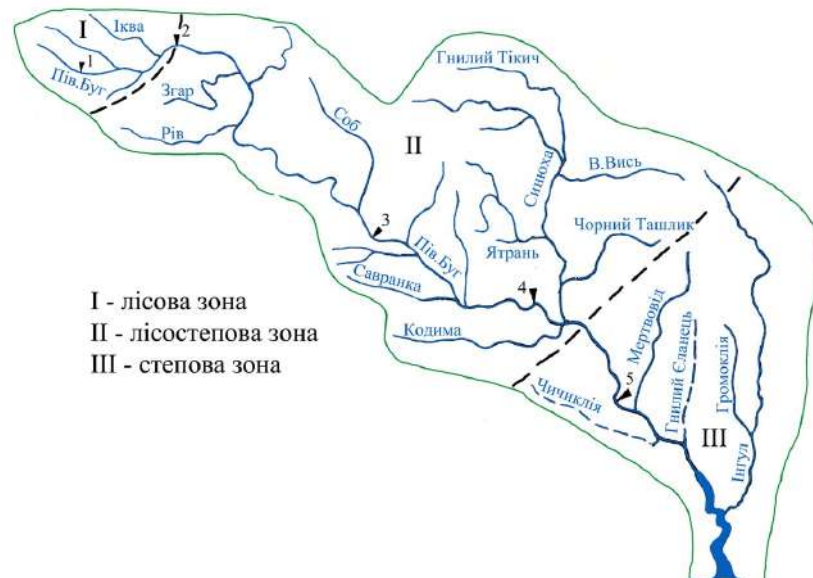 I
Іква
2
1
Пів.Буг
Згар
Рів
Соб
II
Гнилий Тікич
Синюха
В.Вись
Чорний Ташлик
3
Пів.Буг
Ятрань
Савранка
4
Кодима
I - лісова зона
II - лісостепова зона
III - степова зона
Мертвовід
Чичиклія
5
Гнилий Єланець
Громоклія
III
Інгул